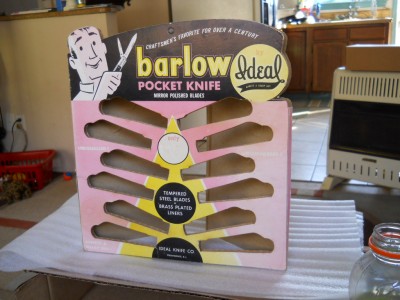 CRAFTSMEN'S FAVORITE FOR OVER A CENTURY
barlow
BY
Ideal
POCKET KNIFE
MIRROR POLISHED BLADES
TEMPERED
STEEL BLADES
BRASS PLATED
LINERS
IDEAL KNIFE CO.